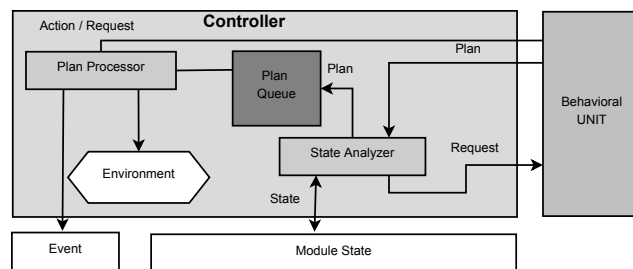 Controller
Action / Request
Plan
Plan Processor
Plan
Queue
Plan
Behavioral
UNIT
State Analyzer
Request
Environment
State
Event
Module State